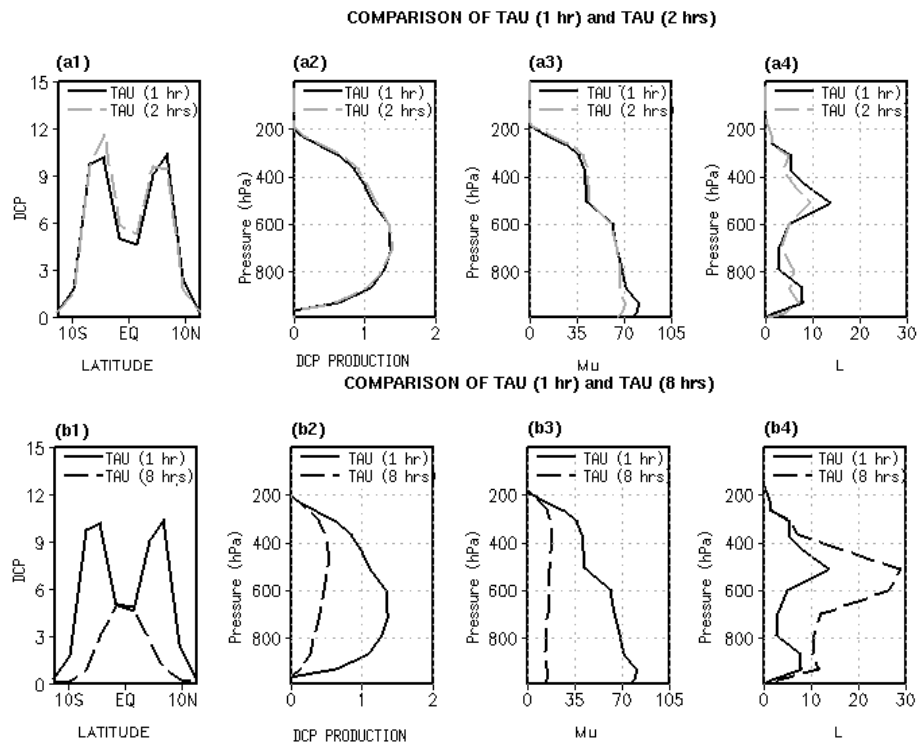 COMPARISON OF TAU (1 hr) and TAU (2 hrs)
(a1)
15
12
9
6
3
0
DCP
TAU (1 hr)
TAU (2 hrs)
10S EQ 10N
LATITUDE
(a2)
200
400
600
800
Pressure (hPa)
TAU (1 hr)
TAU (2 hrs)
0 1 2
DCP PRODUCTION
(a3)
200
400
600
800
Pressure (hPa)
TAU (1 hr)
TAU (2 hrs)
0 35 70 105
Mu
(a4)
200
400
600
800
Pressure (hPa)
TAU (1 hr)
TAU (2 hrs)
0 10 20 30
L
COMPARISON OF TAU (1 hr) and TAU (8 hrs)
(b1)
15
12
9
6
3
0
DCP
TAU (1 hr)
TAU (8 hrs)
10S EQ 10N
LATITUDE
(b2)
200
400
600
800
Pressure (hPa)
TAU (1 hr)
TAU (8 hrs)
0 1 2
DCP PRODUCTION
(b3)
200
400
600
800
Pressure (hPa)
TAU (1 hr)
TAU (8 hrs)
0 35 70 105
Mu
(b4)
200
400
600
800
Pressure (hPa)
TAU (1 hr)
TAU (8 hrs)
0 10 20 30
L